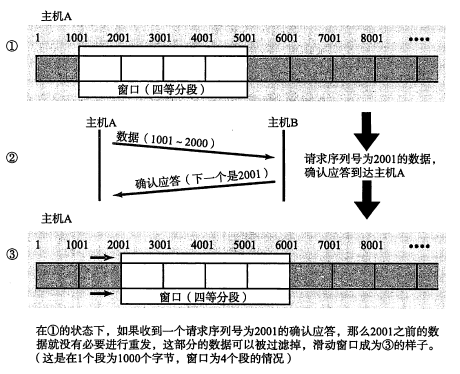 主机A
①
1 1001 2001 3001 4001 5001 6001 7001 8001 ••••
窗口（四等分段）
主机A 主机B
②
数据（1001～2000）
确认应答（下一个是2001）
请求序列号为2001的数据，
确认应答到达主机A
主机A
③
1 1001 2001 3001 4001 5001 6001 7001 8001 ••••
窗口（四等分段）
在①的状态下，如果收到一个请求序列号为2001的确认应答，那么2001之前的数
据就没有必要进行重发，这部分的数据可以被过滤掉，滑动窗口成为③的样子。
（这是在1个段为1000个字节，窗口为4个段的情况）